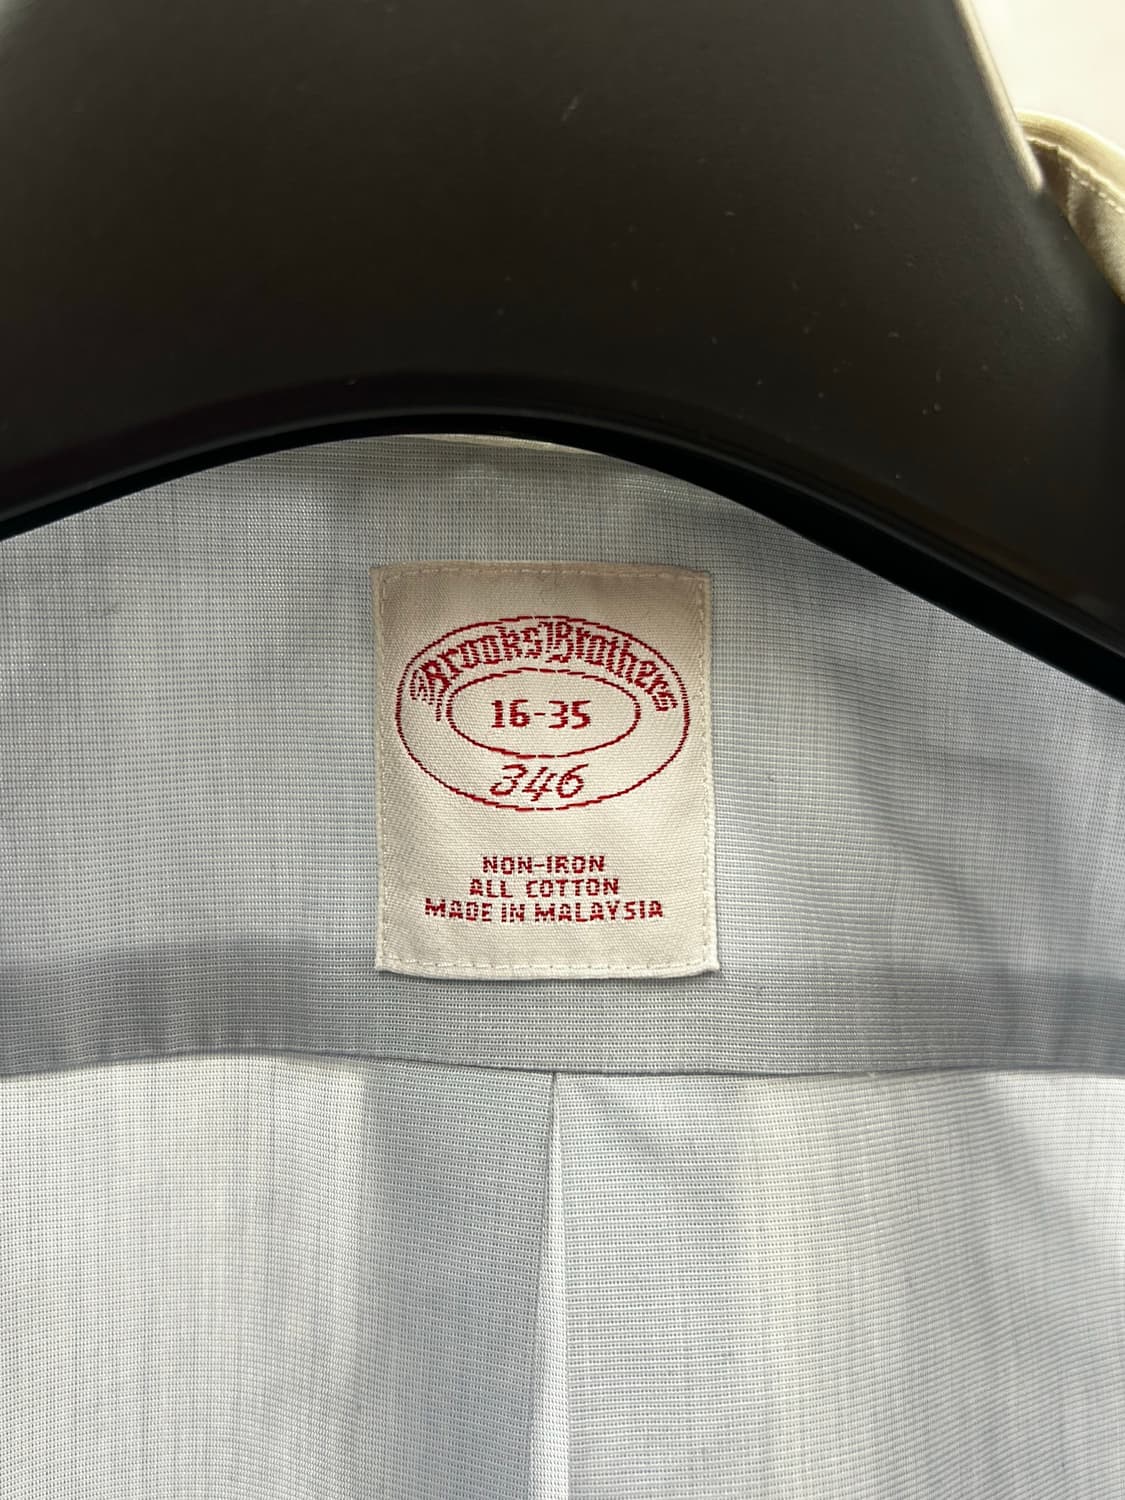 Brooks Brothers
16-35
346
NON-IRON
ALL COTTON
MADE IN MALAYSIA